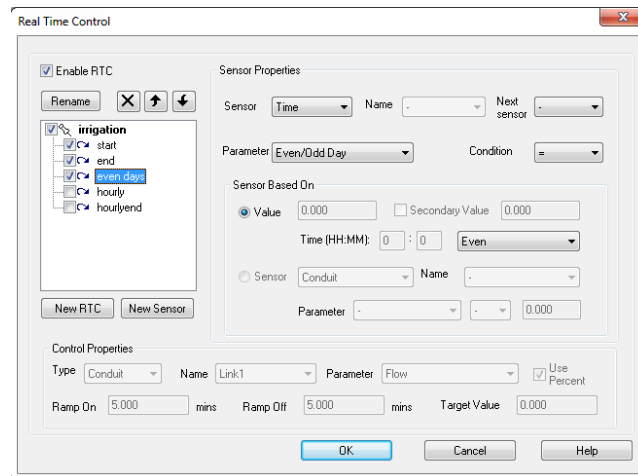 Real Time Control
Enable RTC
Rename
irrigation
start
end
even days
hourly
hourlyend
New RTC New Sensor
Sensor Properties
Sensor Time Name - Next sensor -
Parameter Even/Odd Day Condition =
Sensor Based On
Value 0.000 Secondary Value 0.000
Time (HH:MM): 0 : 0 Even
Sensor Conduit Name -
Parameter - - 0.000
Control Properties
Type Conduit Name Link1 Parameter Flow Use Percent
Ramp On 5.000 mins Ramp Off 5.000 mins Target Value 0.000
OK Cancel Help